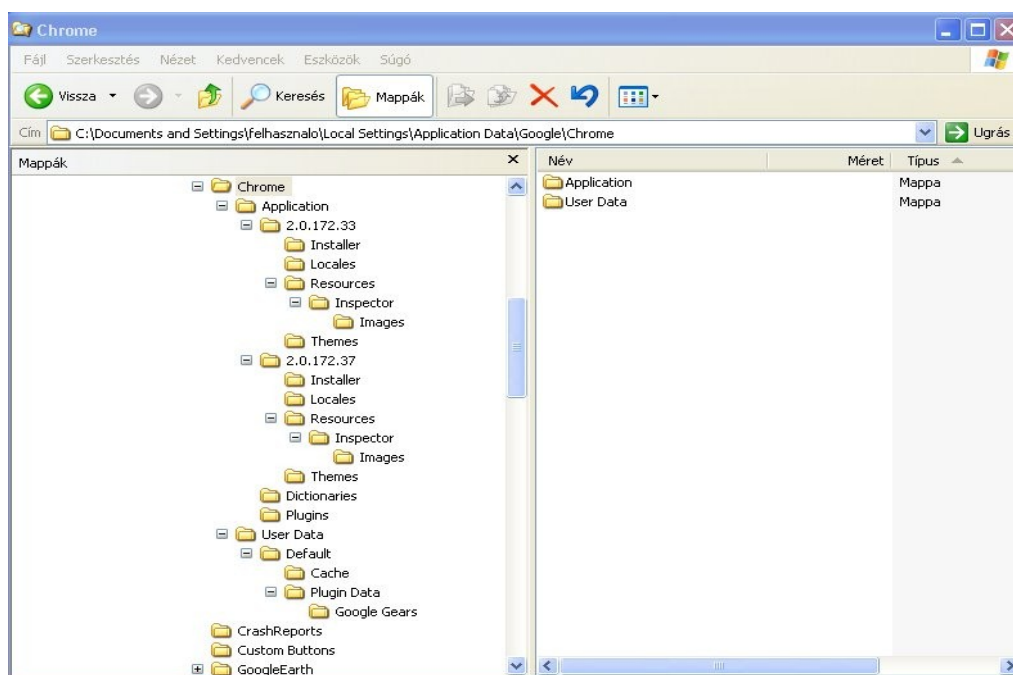 Chrome
Fájl Szerkesztés Nézet Kedvencek Eszközök Súgó
Vissza Keresés Mappák
Cím C:\Documents and Settings\felhasznalo\Local Settings\Application Data\Google\Chrome Ugrás
Mappák
Chrome
Application
2.0.172.33
Installer
Locales
Resources
Inspector
Images
Themes
2.0.172.37
Installer
Locales
Resources
Inspector
Images
Themes
Dictionaries
Plugins
User Data
Default
Cache
Plugin Data
Google Gears
CrashReports
Custom Buttons
GoogleEarth
Név Méret Típus
Application Mappa
User Data Mappa